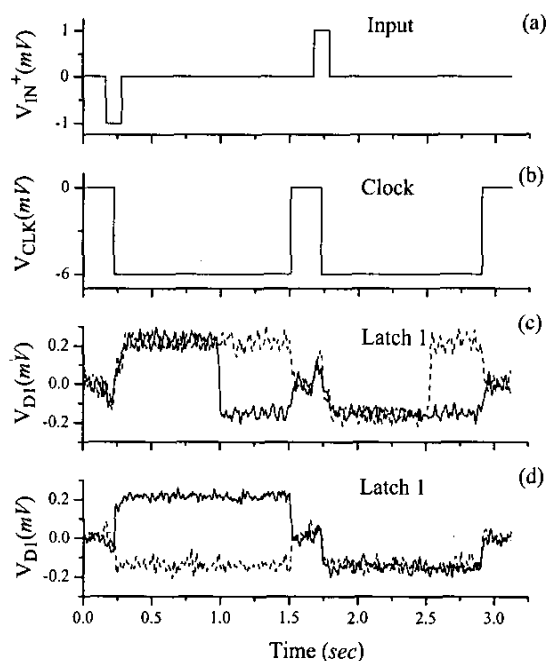 (a)
Input
1
0
-1
V_IN^+ (mV)
(b)
Clock
0
-6
V_CLK(mV)
(c)
Latch 1
0.2
0.0
-0.2
V_D1(mV)
(d)
Latch 1
0.2
0.0
-0.2
V_D1(mV)
0.0 0.5 1.0 1.5 2.0 2.5 3.0
Time (sec)